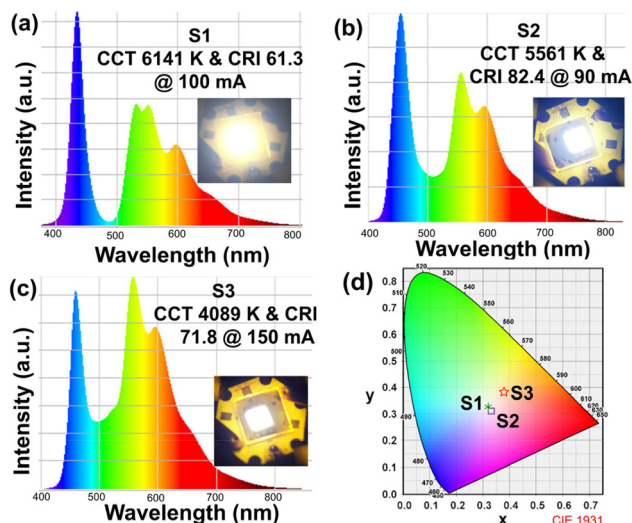 (a)
S1
CCT 6141 K & CRI 61.3
@ 100 mA
Intensity (a.u.)
400 500 600 700 800
Wavelength (nm)
(b)
S2
CCT 5561 K &
CRI 82.4 @ 90 mA
Intensity (a.u.)
400 500 600 700 800
Wavelength (nm)
(c)
S3
CCT 4089 K & CRI
71.8 @ 150 mA
Intensity (a.u.)
400 500 600 700 800
Wavelength (nm)
(d)
0.8
0.7
0.6
0.5
0.4
0.3
0.2
0.1
0.0
y
520
530
510
540
550
560
500
570
580
590
600
610
620
630
490
480
470
460
S1
S2
S3
0.0 0.1 0.2 0.3 0.4 0.5 0.6 0.7
x
CIE 1931